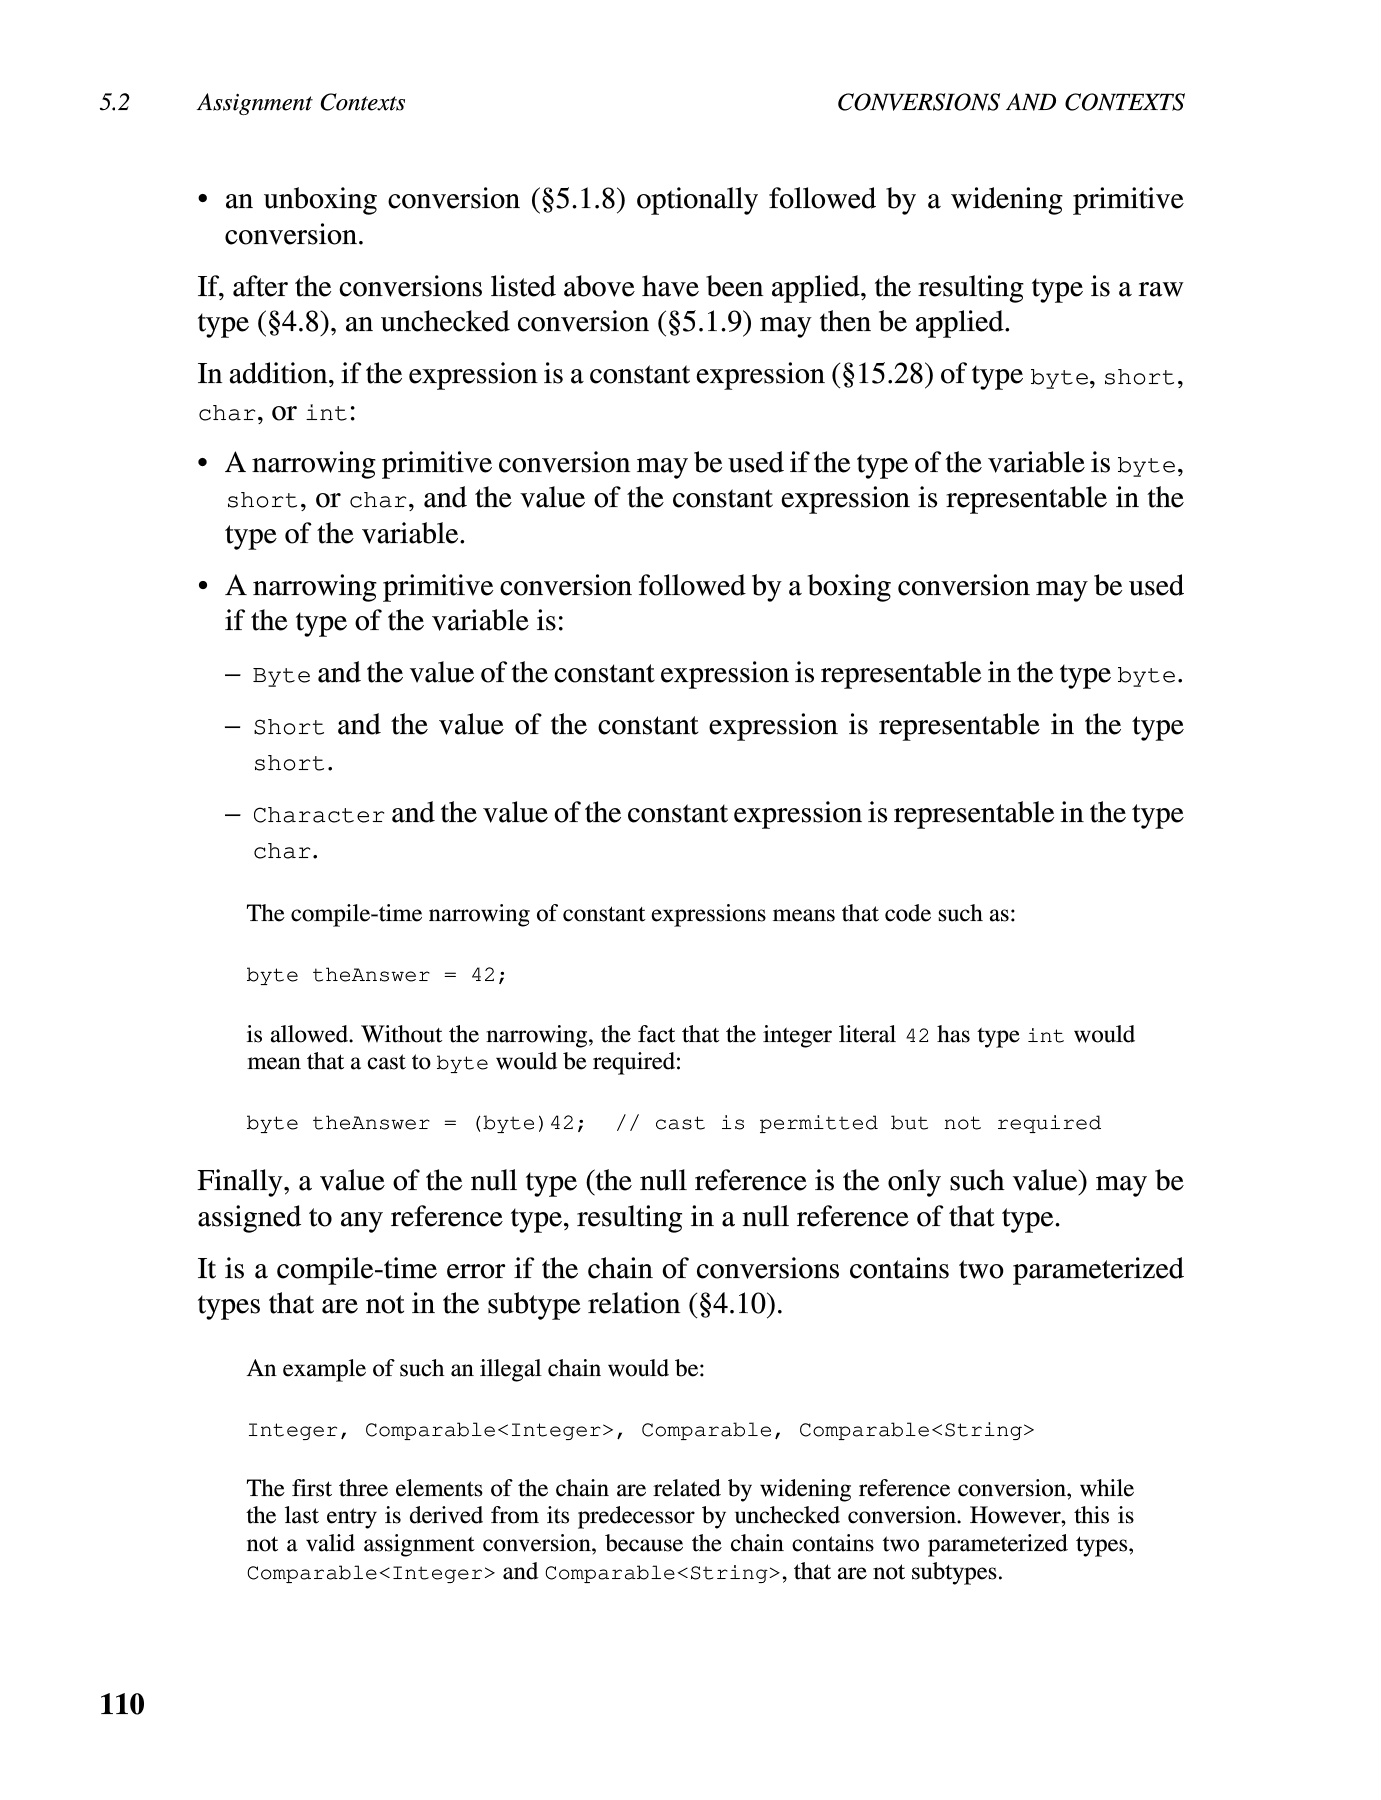 5.2 Assignment Contexts CONVERSIONS AND CONTEXTS
• an unboxing conversion (§5.1.8) optionally followed by a widening primitive
conversion.
If, after the conversions listed above have been applied, the resulting type is a raw
type (§4.8), an unchecked conversion (§5.1.9) may then be applied.
In addition, if the expression is a constant expression (§15.28) of type byte, short,
char, or int:
• A narrowing primitive conversion may be used if the type of the variable is byte,
short, or char, and the value of the constant expression is representable in the
type of the variable.
• A narrowing primitive conversion followed by a boxing conversion may be used
if the type of the variable is:
– Byte and the value of the constant expression is representable in the type byte.
– Short and the value of the constant expression is representable in the type
short.
– Character and the value of the constant expression is representable in the type
char.
The compile-time narrowing of constant expressions means that code such as:
byte theAnswer = 42;
is allowed. Without the narrowing, the fact that the integer literal 42 has type int would
mean that a cast to byte would be required:
byte theAnswer = (byte)42;  // cast is permitted but not required
Finally, a value of the null type (the null reference is the only such value) may be
assigned to any reference type, resulting in a null reference of that type.
It is a compile-time error if the chain of conversions contains two parameterized
types that are not in the subtype relation (§4.10).
An example of such an illegal chain would be:
Integer, Comparable<Integer>, Comparable, Comparable<String>
The first three elements of the chain are related by widening reference conversion, while
the last entry is derived from its predecessor by unchecked conversion. However, this is
not a valid assignment conversion, because the chain contains two parameterized types,
Comparable<Integer> and Comparable<String>, that are not subtypes.
110